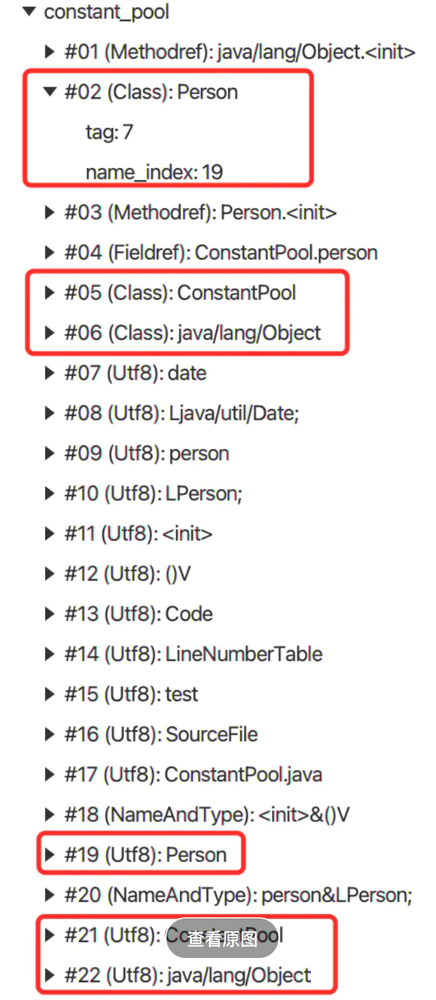 constant_pool
#01 (Methodref): java/lang/Object.<init>
#02 (Class): Person
tag: 7
name_index: 19
#03 (Methodref): Person.<init>
#04 (Fieldref): ConstantPool.person
#05 (Class): ConstantPool
#06 (Class): java/lang/Object
#07 (Utf8): date
#08 (Utf8): Ljava/util/Date;
#09 (Utf8): person
#10 (Utf8): LPerson;
#11 (Utf8): <init>
#12 (Utf8): ()V
#13 (Utf8): Code
#14 (Utf8): LineNumberTable
#15 (Utf8): test
#16 (Utf8): SourceFile
#17 (Utf8): ConstantPool.java
#18 (NameAndType): <init>&()V
#19 (Utf8): Person
#20 (NameAndType): person&LPerson;
#21 (Utf8): ConstantPool
查看原图
#22 (Utf8): java/lang/Object